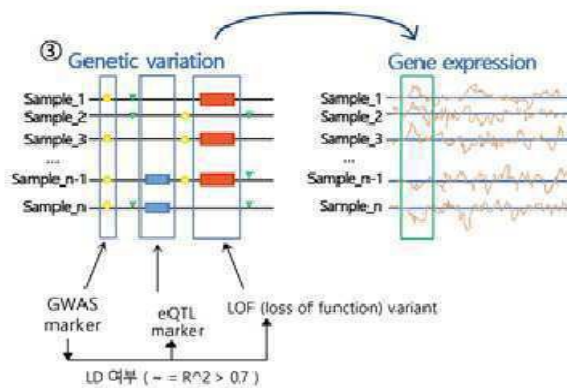 ③
Genetic variation
Gene expression
Sample_1
Sample_2
Sample_3
....
Sample_n-1
Sample_n
Sample_1
Sample_2
Sample_3
...
Sample_n-1
Sample_n
GWAS
marker
eQTL
marker
LOF (loss of function) variant
LD 여부 ( ~ = R^2 > 0.7 )